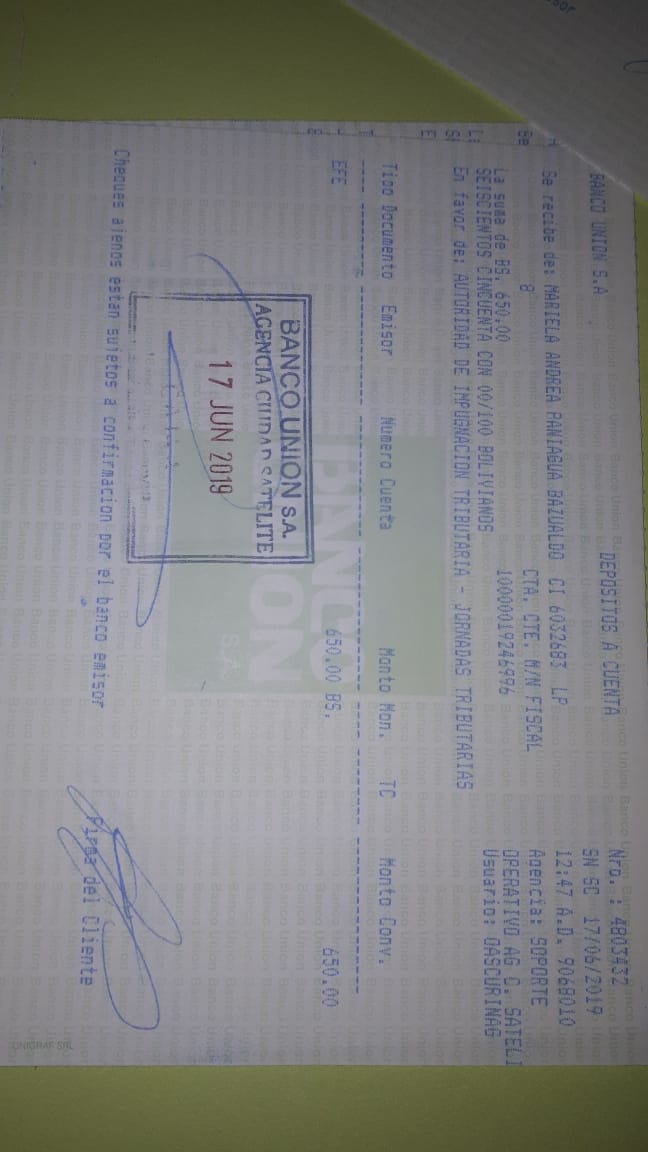 BANCO UNION S.A
DEPOSITOS A CUENTA
Nro. : 4803432
SN SC 17/06/2019
Se recibe de: MARIELA ANDREA PANIAGUA BAZUALDO CI 6032683 LP
12:47 A.D. 9068010
8
CTA. CTE. M/N FISCAL
Agencia: SOPORTE
La suma de BS. 650.00
10000019246996
OPERATIVO AG C. SATELI
SEISCIENTOS CINCUENTA CON 00/100 BOLIVIANOS
Usuario: OASCURINAG
En favor de: AUTORIDAD DE IMPUGNACION TRIBUTARIA - JORNADAS TRIBUTARIAS
Tipo Documento Emisor Numero Cuenta Monto Mon. TC Monto Conv.
EFE 650.00 BS. 650.00
BANCO UNION S.A.
AGENCIA CIUDAD SATELITE
17 JUN 2019
BANCO
UNION
S.A.
Cheques ajenos estan sujetos a confirmacion por el banco emisor
Firma del Cliente
UNIGRAF SRL